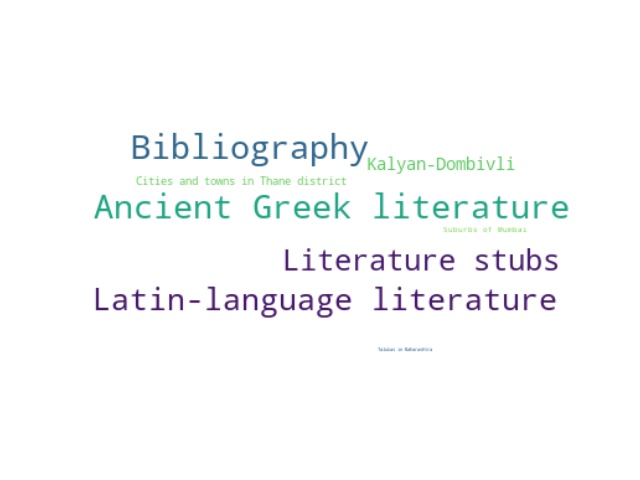 Bibliography
Kalyan-Dombivli
Cities and towns in Thane district
Ancient Greek literature
Suburbs of Mumbai
Literature stubs
Latin-language literature
Talukas in Maharashtra